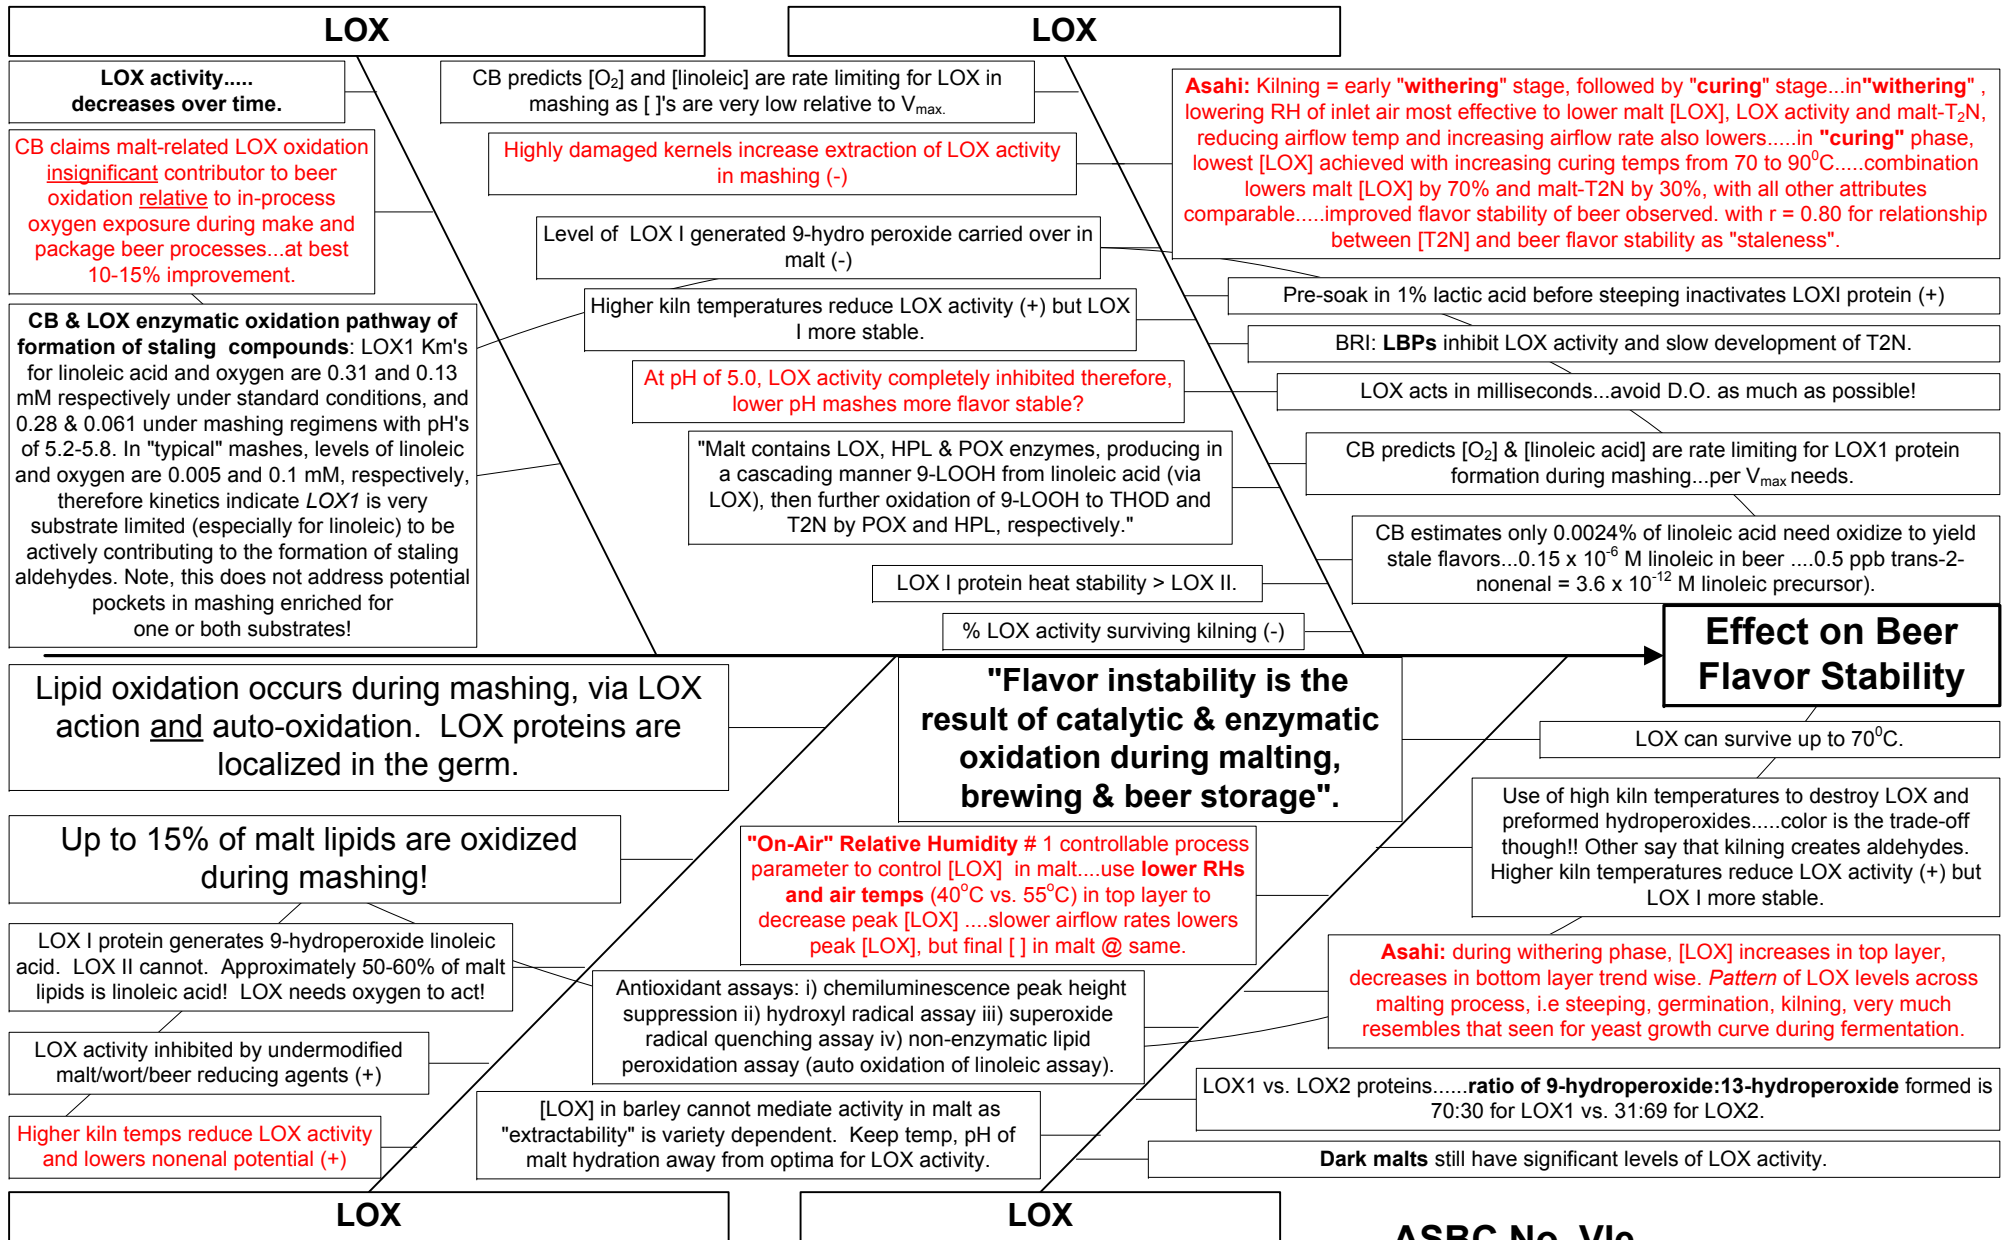 LOX
LOX
LOX activity.....
decreases over time.
CB claims malt-related LOX oxidation
insignificant contributor to beer
oxidation relative to in-process
oxygen exposure during make and
package beer processes...at best
10-15% improvement.
CB & LOX enzymatic oxidation pathway of
formation of staling compounds: LOX1 Km's
for linoleic acid and oxygen are 0.31 and 0.13
mM respectively under standard conditions, and
0.28 & 0.061 under mashing regimens with pH's
of 5.2-5.8. In "typical" mashes, levels of linoleic
and oxygen are 0.005 and 0.1 mM, respectively,
therefore kinetics indicate LOX1 is very
substrate limited (especially for linoleic) to be
actively contributing to the formation of staling
aldehydes. Note, this does not address potential
pockets in mashing enriched for
one or both substrates!
CB predicts [O2] and [linoleic] are rate limiting for LOX in
mashing as [ ]'s are very low relative to Vmax.
Highly damaged kernels increase extraction of LOX activity
in mashing (-)
Level of LOX I generated 9-hydro peroxide carried over in
malt (-)
Higher kiln temperatures reduce LOX activity (+) but LOX
I more stable.
At pH of 5.0, LOX activity completely inhibited therefore,
lower pH mashes more flavor stable?
"Malt contains LOX, HPL & POX enzymes, producing in
a cascading manner 9-LOOH from linoleic acid (via
LOX), then further oxidation of 9-LOOH to THOD and
T2N by POX and HPL, respectively."
LOX I protein heat stability > LOX II.
% LOX activity surviving kilning (-)
Asahi: Kilning = early "withering" stage, followed by "curing" stage...in"withering" ,
lowering RH of inlet air most effective to lower malt [LOX], LOX activity and malt-T2N,
reducing airflow temp and increasing airflow rate also lowers.....in "curing" phase,
lowest [LOX] achieved with increasing curing temps from 70 to 90⁰C.....combination
lowers malt [LOX] by 70% and malt-T2N by 30%, with all other attributes
comparable.....improved flavor stability of beer observed. with r = 0.80 for relationship
between [T2N] and beer flavor stability as "staleness".
Pre-soak in 1% lactic acid before steeping inactivates LOXI protein (+)
BRI: LBPs inhibit LOX activity and slow development of T2N.
LOX acts in milliseconds...avoid D.O. as much as possible!
CB predicts [O2] & [linoleic acid] are rate limiting for LOX1 protein
formation during mashing...per Vmax needs.
CB estimates only 0.0024% of linoleic acid need oxidize to yield
stale flavors...0.15 x 10⁻⁶ M linoleic in beer ....0.5 ppb trans-2-
nonenal = 3.6 x 10⁻¹² M linoleic precursor).
Effect on Beer
Flavor Stability
Lipid oxidation occurs during mashing, via LOX
action and auto-oxidation. LOX proteins are
localized in the germ.
Up to 15% of malt lipids are oxidized
during mashing!
LOX I protein generates 9-hydroperoxide linoleic
acid. LOX II cannot. Approximately 50-60% of malt
lipids is linoleic acid! LOX needs oxygen to act!
LOX activity inhibited by undermodified
malt/wort/beer reducing agents (+)
Higher kiln temps reduce LOX activity
and lowers nonenal potential (+)
"Flavor instability is the
result of catalytic & enzymatic
oxidation during malting,
brewing & beer storage".
"On-Air" Relative Humidity # 1 controllable process
parameter to control [LOX] in malt....use lower RHs
and air temps (40⁰C vs. 55⁰C) in top layer to
decrease peak [LOX] ....slower airflow rates lowers
peak [LOX], but final [ ] in malt @ same.
Antioxidant assays: i) chemiluminescence peak height
suppression ii) hydroxyl radical assay iii) superoxide
radical quenching assay iv) non-enzymatic lipid
peroxidation assay (auto oxidation of linoleic assay).
[LOX] in barley cannot mediate activity in malt as
"extractability" is variety dependent. Keep temp, pH of
malt hydration away from optima for LOX activity.
LOX can survive up to 70⁰C.
Use of high kiln temperatures to destroy LOX and
preformed hydroperoxides.....color is the trade-off
though!! Other say that kilning creates aldehydes.
Higher kiln temperatures reduce LOX activity (+) but
LOX I more stable.
Asahi: during withering phase, [LOX] increases in top layer,
decreases in bottom layer trend wise. Pattern of LOX levels across
malting process, i.e steeping, germination, kilning, very much
resembles that seen for yeast growth curve during fermentation.
LOX1 vs. LOX2 proteins......ratio of 9-hydroperoxide:13-hydroperoxide formed is
70:30 for LOX1 vs. 31:69 for LOX2.
Dark malts still have significant levels of LOX activity.
LOX
LOX
ASBC No. VIe